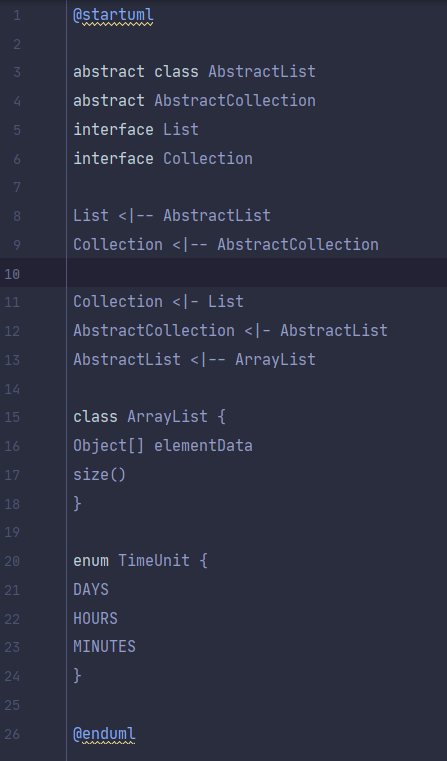 1 @startuml
2
3 abstract class AbstractList
4 abstract AbstractCollection
5 interface List
6 interface Collection
7
8 List <|-- AbstractList
9 Collection <|-- AbstractCollection
10
11 Collection <|- List
12 AbstractCollection <|- AbstractList
13 AbstractList <|-- ArrayList
14
15 class ArrayList {
16 Object[] elementData
17 size()
18 }
19
20 enum TimeUnit {
21 DAYS
22 HOURS
23 MINUTES
24 }
25
26 @enduml